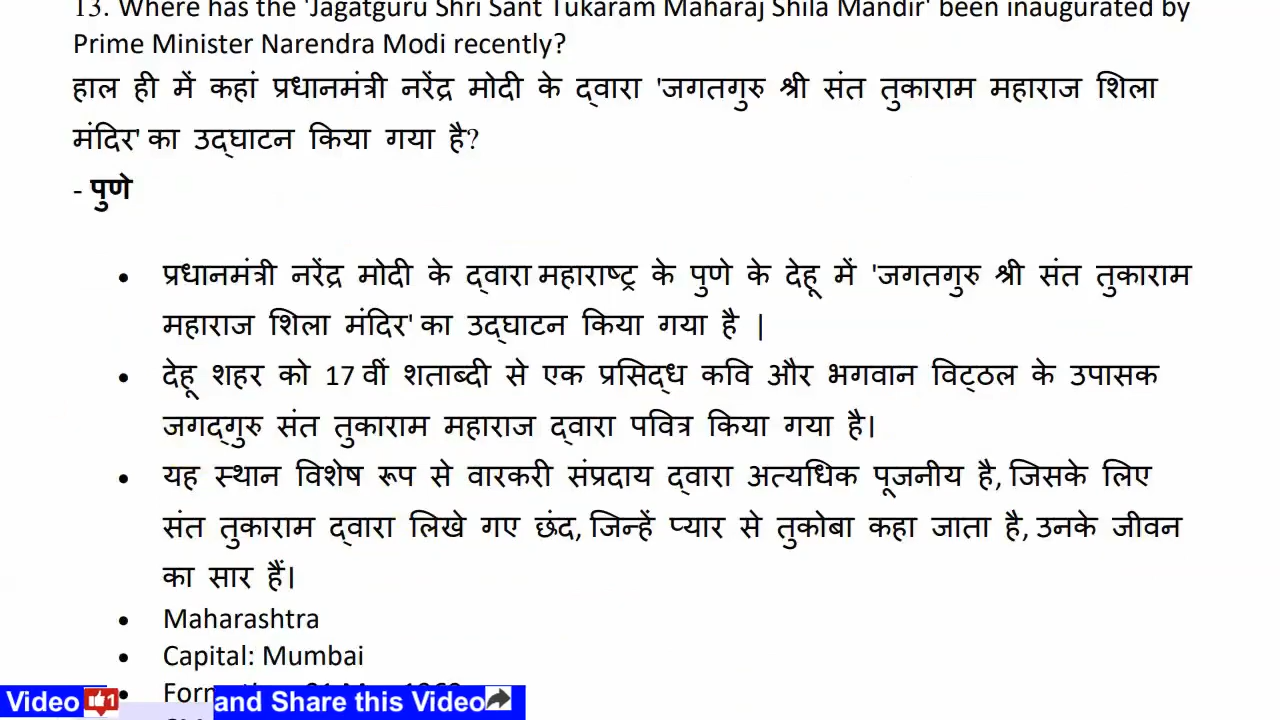 13. Where has the 'Jagatguru Shri Sant Tukaram Maharaj Shila Mandir' been inaugurated by
Prime Minister Narendra Modi recently?
हाल ही में कहां प्रधानमंत्री नरेंद्र मोदी के द्वारा 'जगतगुरु श्री संत तुकाराम महाराज शिला
मंदिर' का उद्घाटन किया गया है?
- पुणे
• प्रधानमंत्री नरेंद्र मोदी के द्वारा महाराष्ट्र के पुणे के देहू में 'जगतगुरु श्री संत तुकाराम
महाराज शिला मंदिर' का उद्घाटन किया गया है |
• देहू शहर को 17 वीं शताब्दी से एक प्रसिद्ध कवि और भगवान विट्ठल के उपासक
जगद्गुरु संत तुकाराम महाराज द्वारा पवित्र किया गया है।
• यह स्थान विशेष रूप से वारकरी संप्रदाय द्वारा अत्यधिक पूजनीय है, जिसके लिए
संत तुकाराम द्वारा लिखे गए छंद, जिन्हें प्यार से तुकोबा कहा जाता है, उनके जीवन
का सार हैं।
• Maharashtra
• Capital: Mumbai
Video and Share this Video